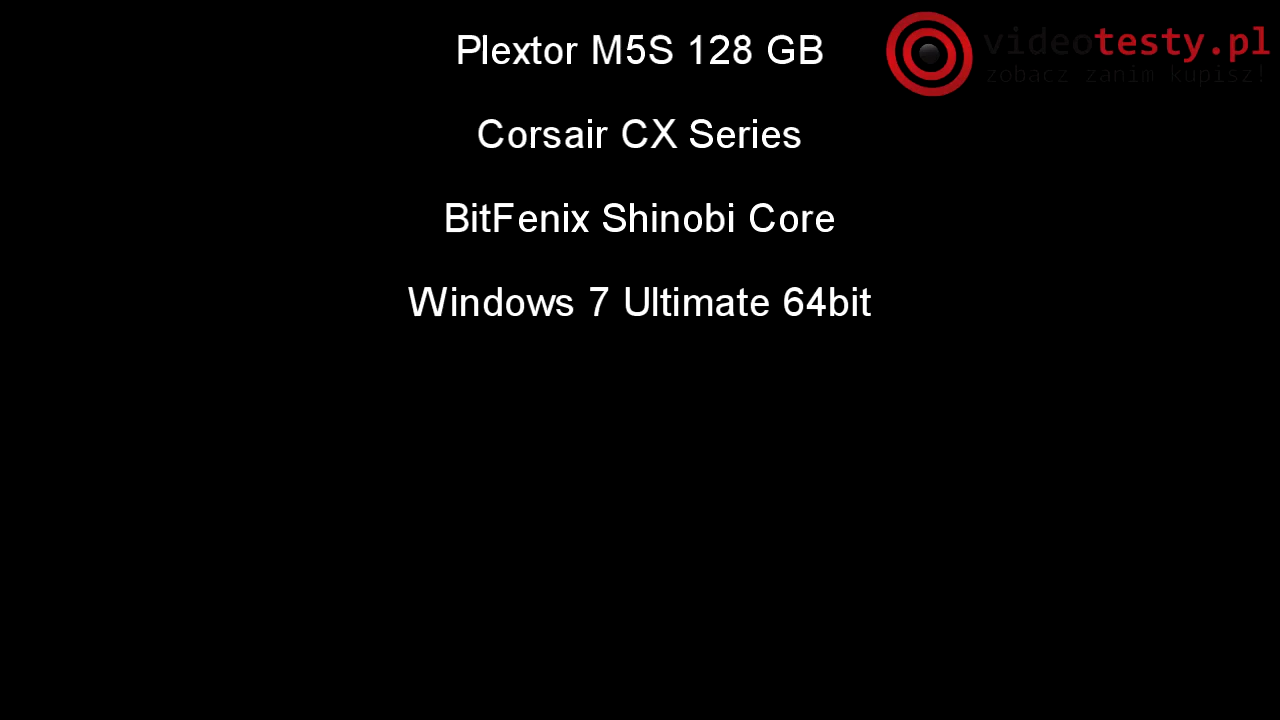 Plextor M5S 128 GB
videotesty.pl
zobacz zanim kupisz!
Corsair CX Series
BitFenix Shinobi Core
Windows 7 Ultimate 64bit